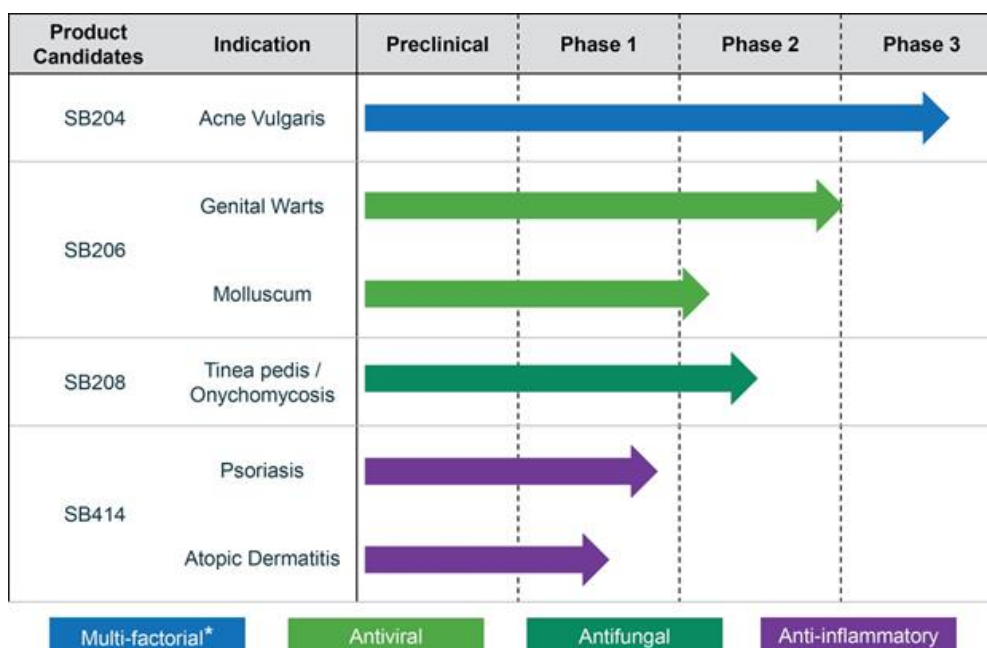 Product Candidates
Indication
Preclinical
Phase 1
Phase 2
Phase 3
SB204
Acne Vulgaris
SB206
Genital Warts
Molluscum
SB208
Tinea pedis /
Onychomycosis
SB414
Psoriasis
Atopic Dermatitis
Multi-factorial*
Antiviral
Antifungal
Anti-inflammatory